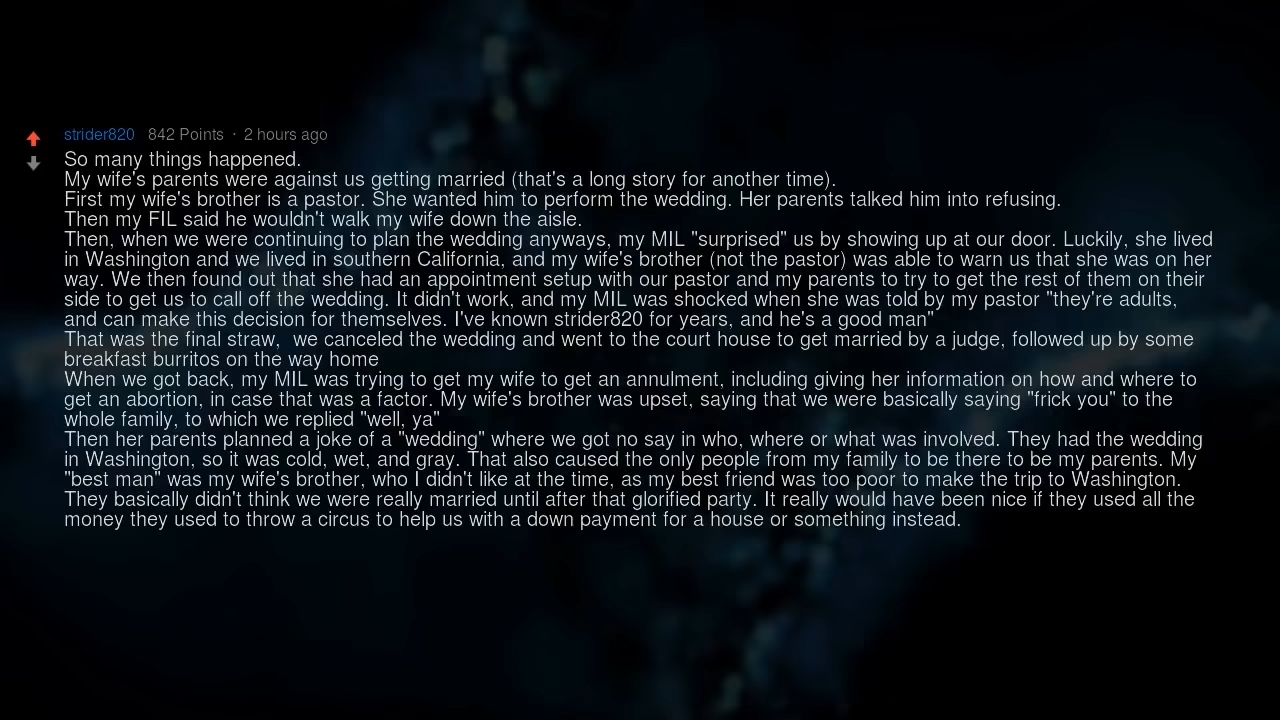 strider820 842 Points · 2 hours ago
So many things happened.
My wife's parents were against us getting married (that's a long story for another time).
First my wife's brother is a pastor. She wanted him to perform the wedding. Her parents talked him into refusing.
Then my FIL said he wouldn't walk my wife down the aisle.
Then, when we were continuing to plan the wedding anyways, my MIL "surprised" us by showing up at our door. Luckily, she lived
in Washington and we lived in southern California, and my wife's brother (not the pastor) was able to warn us that she was on her
way. We then found out that she had an appointment setup with our pastor and my parents to try to get the rest of them on their
side to get us to call off the wedding. It didn't work, and my MIL was shocked when she was told by my pastor "they're adults,
and can make this decision for themselves. I've known strider820 for years, and he's a good man"
That was the final straw,  we canceled the wedding and went to the court house to get married by a judge, followed up by some
breakfast burritos on the way home
When we got back, my MIL was trying to get my wife to get an annulment, including giving her information on how and where to
get an abortion, in case that was a factor. My wife's brother was upset, saying that we were basically saying "frick you" to the
whole family, to which we replied "well, ya"
Then her parents planned a joke of a "wedding" where we got no say in who, where or what was involved. They had the wedding
in Washington, so it was cold, wet, and gray. That also caused the only people from my family to be there to be my parents. My
"best man" was my wife's brother, who I didn't like at the time, as my best friend was too poor to make the trip to Washington.
They basically didn't think we were really married until after that glorified party. It really would have been nice if they used all the
money they used to throw a circus to help us with a down payment for a house or something instead.